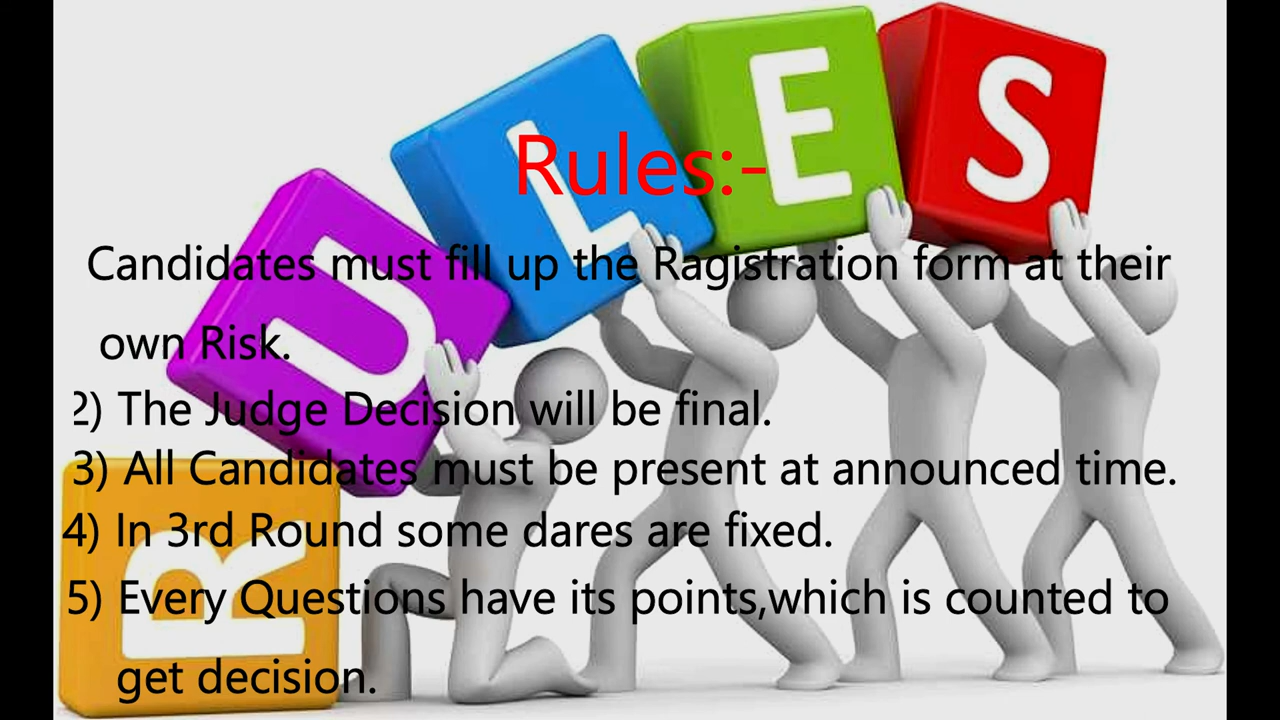 R U L E S
Rules:-
Candidates must fill up the Ragistration form at their
own Risk.
2) The Judge Decision will be final.
3) All Candidates must be present at announced time.
4) In 3rd Round some dares are fixed.
5) Every Questions have its points,which is counted to
get decision.